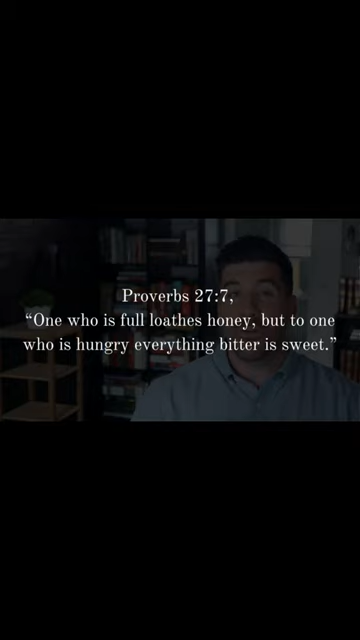 Proverbs 27:7,
“One who is full loathes honey, but to one
who is hungry everything bitter is sweet.”